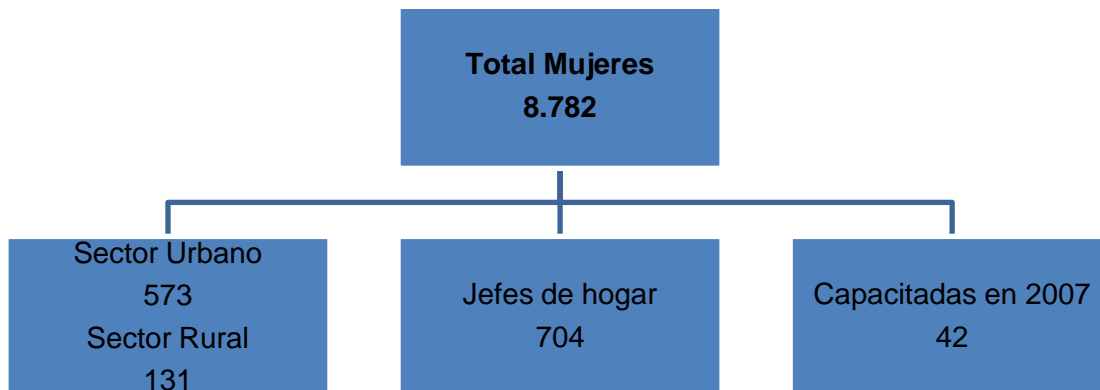 Total Mujeres
8.782
Sector Urbano
573
Sector Rural
131
Jefes de hogar
704
Capacitadas en 2007
42